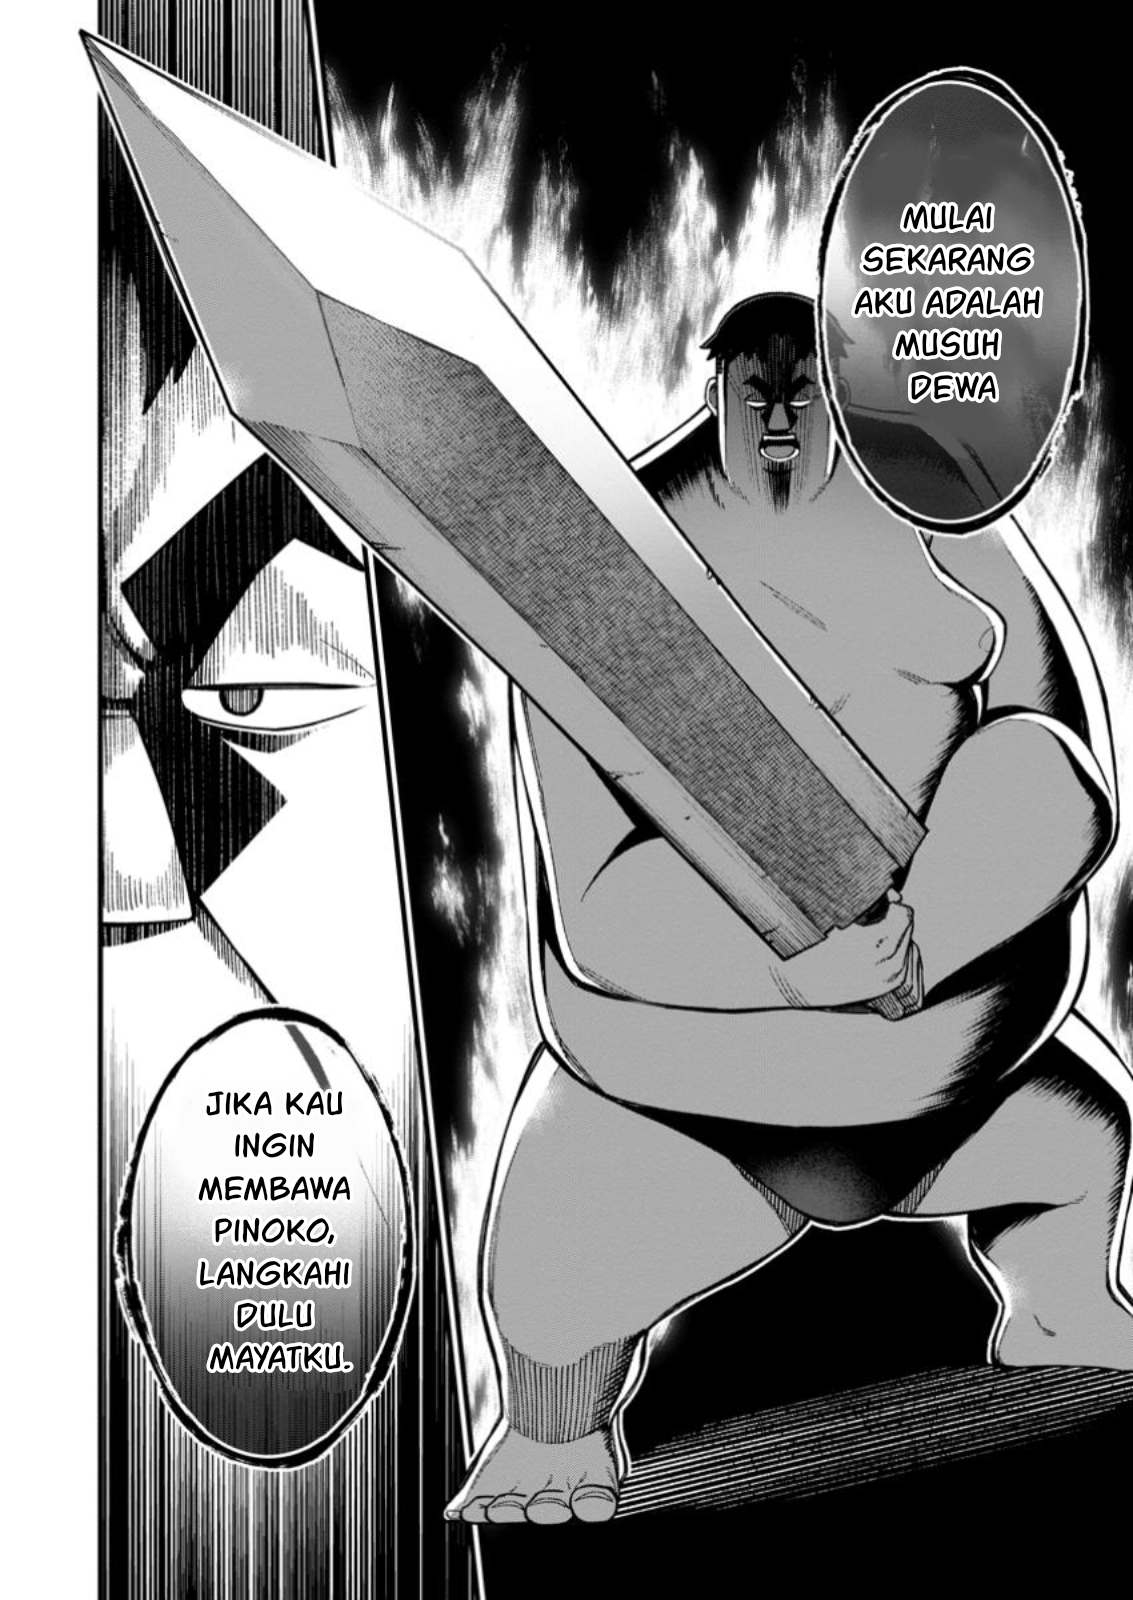 MULAI
SEKARANG
AKU ADALAH
MUSUH
DEWA
JIKA KAU
INGIN
MEMBAWA
PINOKO,
LANGKAHI
DULU
MAYATKU.